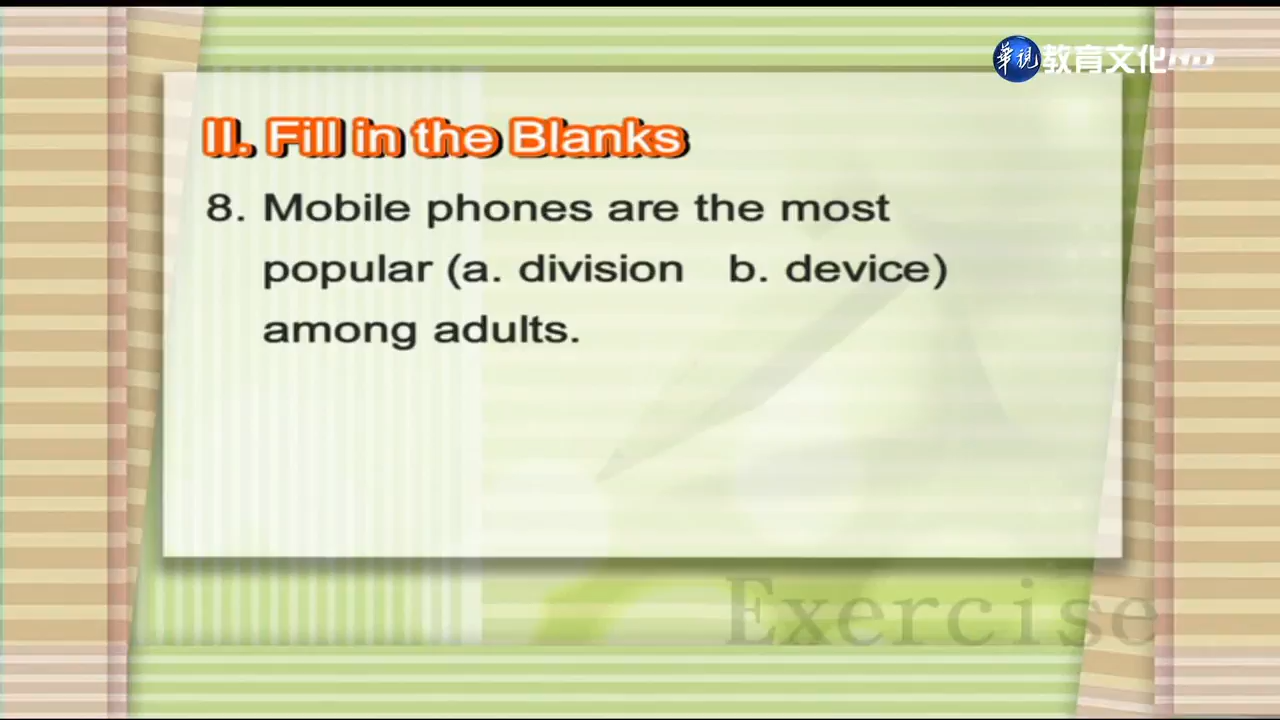 華視 教育文化HD
II. Fill in the Blanks
8. Mobile phones are the most
popular (a. division b. device)
among adults.
Exercise